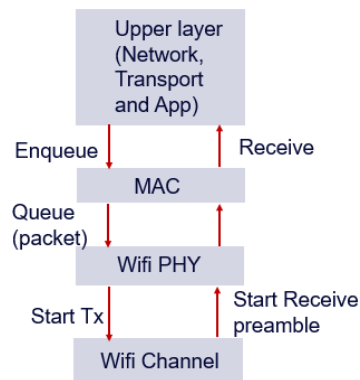 Upper layer
(Network,
Transport
and App)
Enqueue
Receive
MAC
Queue
(packet)
Wifi PHY
Start Tx
Start Receive
preamble
Wifi Channel